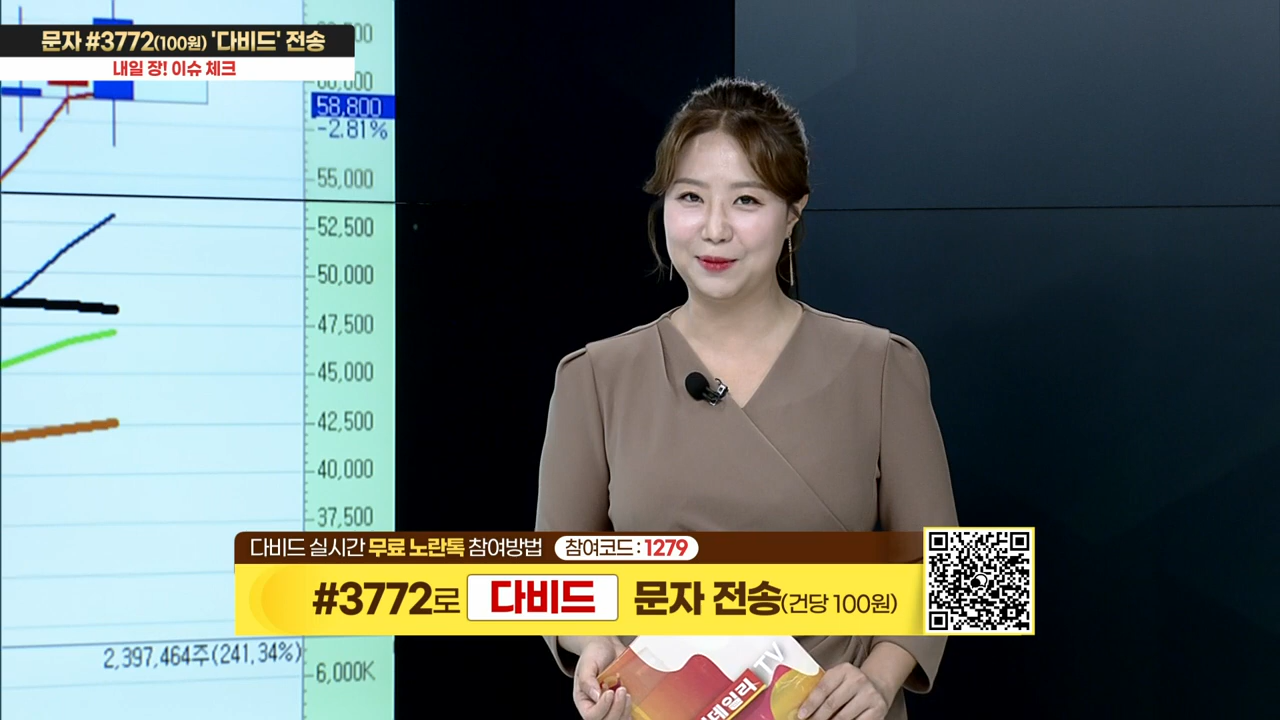 문자 #3772(100원) '다비드' 전송
내일 장! 이슈 체크
58,800
-2.81%
55,000
52,500
50,000
47,500
45,000
42,500
40,000
37,500
다비드 실시간 무료 노란톡 참여방법 참여코드 : 1279
#3772로 다비드 문자 전송(건당 100원)
2,397,464주(241,34%)
6,000K
데일리 TV